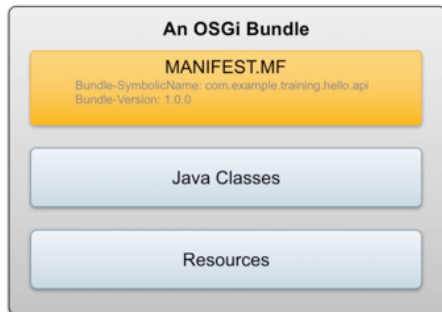 An OSGi Bundle
MANIFEST.MF
Bundle-SymbolicName: com.example.training.hello.api
Bundle-Version: 1.0.0
Java Classes
Resources